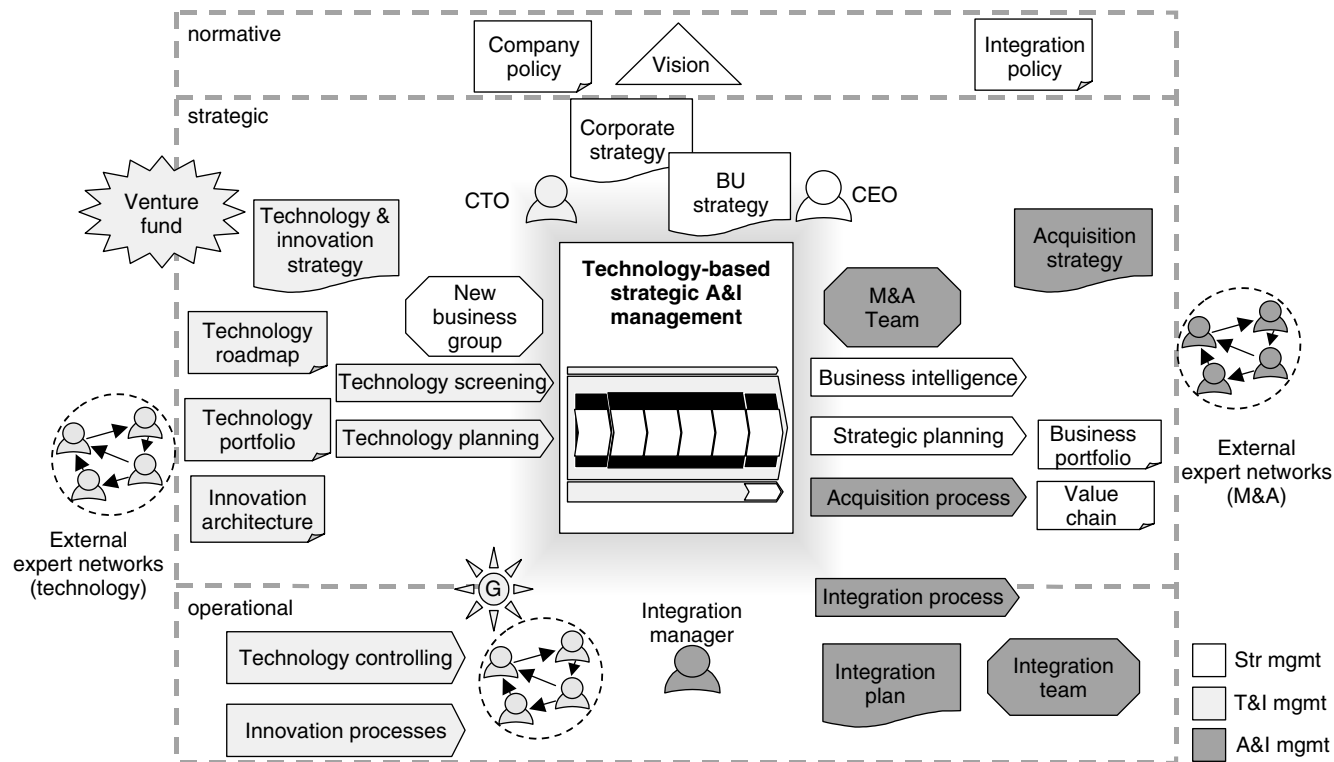 normative
Company
policy
Vision
Integration
policy
strategic
Corporate
strategy
BU
strategy
CTO
CEO
Venture
fund
Technology &
innovation
strategy
Acquisition
strategy
New
business
group
Technology-based
strategic A&I
management
M&A
Team
Technology
roadmap
Technology screening
Business intelligence
Technology
portfolio
Technology planning
Strategic planning
Business
portfolio
Innovation
architecture
Acquisition process
Value
chain
External
expert networks
(technology)
External
expert networks
(M&A)
operational
G
Integration
manager
Integration process
Technology controlling
Innovation processes
Integration
plan
Integration
team
Str mgmt
T&I mgmt
A&I mgmt